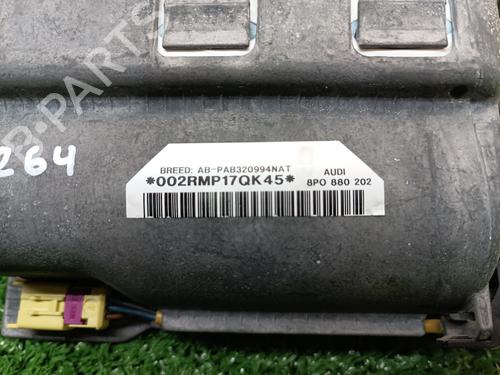 B-PARTS
264
BREED: AB-PAB320994NAT
AUDI
*002RMP17QK45*
8P0 880 202